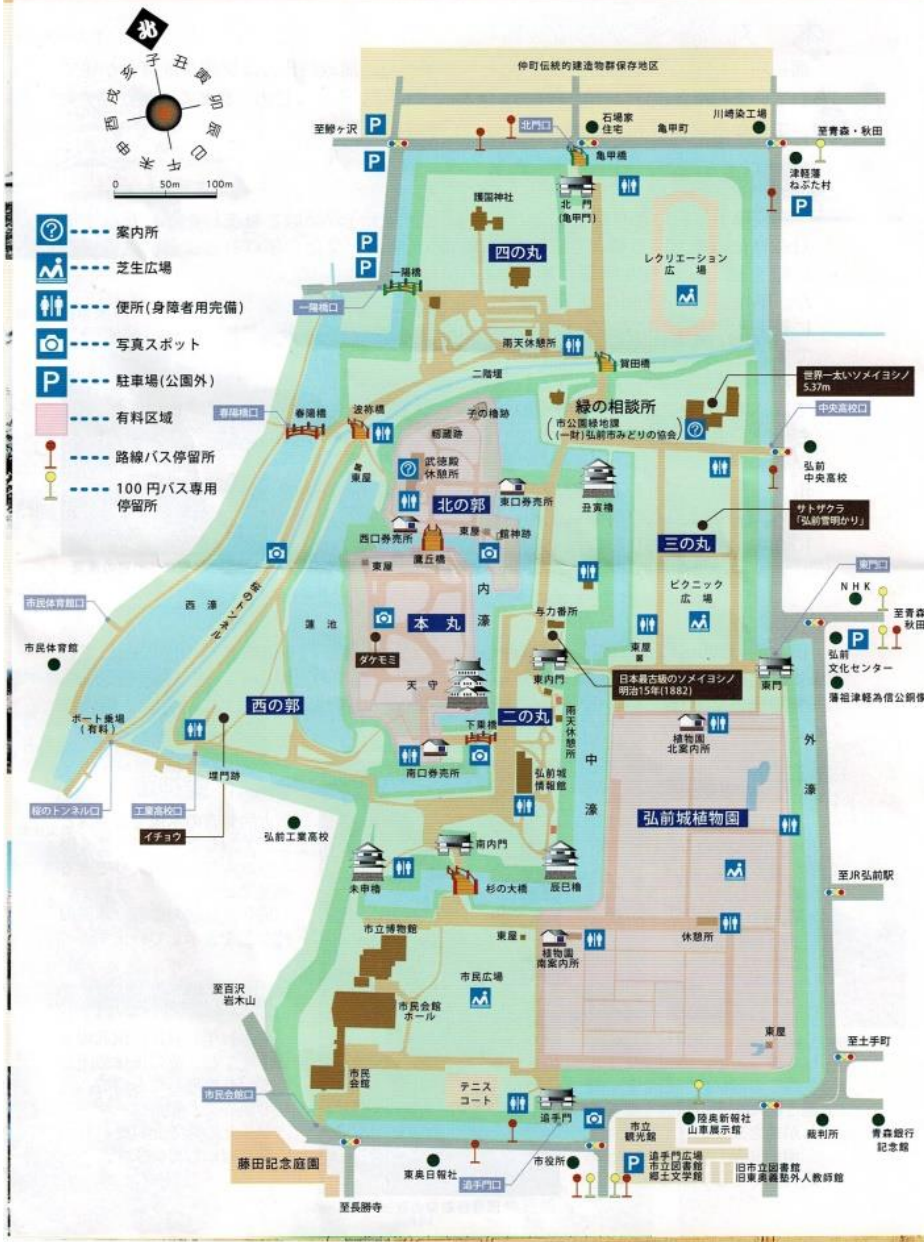 北
子
丑
寅
卯
辰
巳
午
未
申
酉
戌
亥
0 50m 100m
案内所
芝生広場
便所(身障者用完備)
写真スポット
P 駐車場(公園外)
有料区域
路線バス停留所
100円バス専用
停留所
仲町伝統的建造物群保存地区
至鰺ヶ沢
P
P
北門口
石場家
住宅
亀甲町
川崎染工場
至青森・秋田
亀甲橋
津軽藩
ねぷた村
P
北門
(亀甲門)
護国神社
四の丸
レクリエーション
広場
P
P
一陽橋
一陽橋口
雨天休憩所
賀田橋
二階堰
世界一太いソメイヨシノ
5.37m
緑の相談所
(市公園緑地課
(一財)弘前市みどりの協会)
中央高校口
春陽橋口
春陽橋
波祢橋
子の櫓跡
籾蔵跡
弘前
中央高校
武徳殿
休憩所
東屋
北の郭
東口券売所
丑寅櫓
サトザクラ
「弘前雪明かり」
西口券売所
鷹丘橋
東屋
館神跡
三の丸
東屋
内濠
ピクニック
広場
東門口
NHK
至青森
秋田
西濠
桜のトンネル
蓮池
本丸
与力番所
市民体育館口
市民体育館
ダケモミ
東内門
東屋
東門
P
弘前
文化センター
藩祖津軽為信公銅像
日本最古級のソメイヨシノ
明治15年(1882)
天守
西の郭
下乗橋
二の丸
雨天休憩所
植物園
北案内所
外濠
ボート乗場
(有料)
南口券売所
弘前城
情報館
中濠
桜のトンネル口
工業高校口
埋門跡
イチョウ
弘前工業高校
弘前城植物園
南内門
未申櫓
杉の大橋
辰巳櫓
至JR弘前駅
市立博物館
東屋
植物園
南案内所
休憩所
市民広場
至百沢
岩木山
市民会館
ホール
東屋
至土手町
市民
会館
テニス
コート
市民会館口
追手門
市立
観光館
陸奥新報社
山車展示館
裁判所
青森銀行
記念館
藤田記念庭園
東奥日報社
追手門口
市役所
P
追手門広場
市立図書館
郷土文学館
旧市立図書館
旧東奥義塾外人教師館
至長勝寺